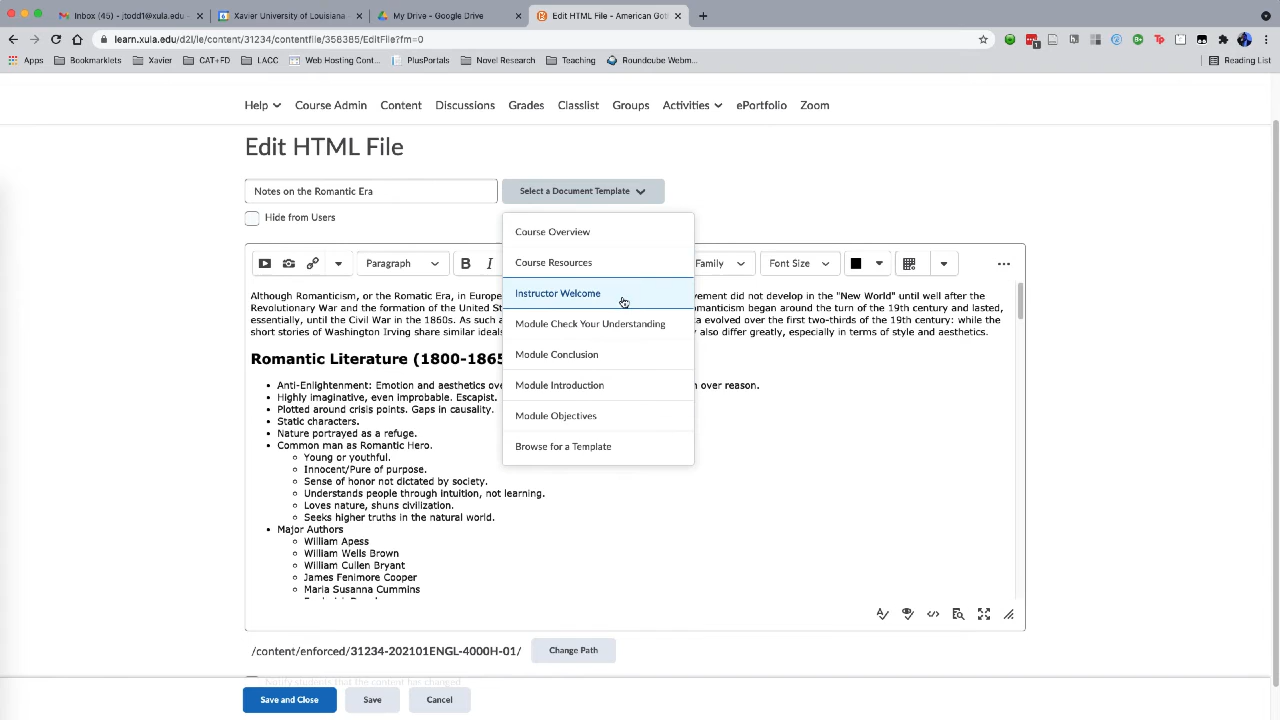 Inbox (45) - jtodd1@xula.edu
Xavier University of Louisiana
My Drive - Google Drive
Edit HTML File - American Got
learn.xula.edu/d2l/le/content/31234/contentfile/358385/EditFile?fm=0
Apps
Bookmarklets
Xavier
CAT+FD
LACC
Web Hosting Cont...
PlusPortals
Novel Research
Teaching
Roundcube Webm...
Reading List
Help
Course Admin
Content
Discussions
Grades
Classlist
Groups
Activities
ePortfolio
Zoom
Edit HTML File
Notes on the Romantic Era
Select a Document Template
Hide from Users
Course Overview
Course Resources
Instructor Welcome
Module Check Your Understanding
Module Conclusion
Module Introduction
Module Objectives
Browse for a Template
Paragraph
B
I
Family
Font Size
Although Romanticism, or the Romatic Era, in Europe vement did not develop in the "New World" until well after the
Revolutionary War and the formation of the United St omanticism began around the turn of the 19th century and lasted,
essentially, until the Civil War in the 1860s. As such a a evolved over the first two-thirds of the 19th century: while the
short stories of Washington Irving share similar ideals also differ greatly, especially in terms of style and aesthetics.
Romantic Literature (1800-1865
Anti-Enlightenment: Emotion and aesthetics ov n over reason.
Highly imaginative, even improbable. Escapist.
Plotted around crisis points. Gaps in causality.
Static characters.
Nature portrayed as a refuge.
Common man as Romantic Hero.
Young or youthful.
Innocent/Pure of purpose.
Sense of honor not dictated by society.
Understands people through intuition, not learning.
Loves nature, shuns civilization.
Seeks higher truths in the natural world.
Major Authors
William Apess
William Wells Brown
William Cullen Bryant
James Fenimore Cooper
Maria Susanna Cummins
/content/enforced/31234-202101ENGL-4000H-01/
Change Path
Notify students that the content has changed
Save and Close
Save
Cancel